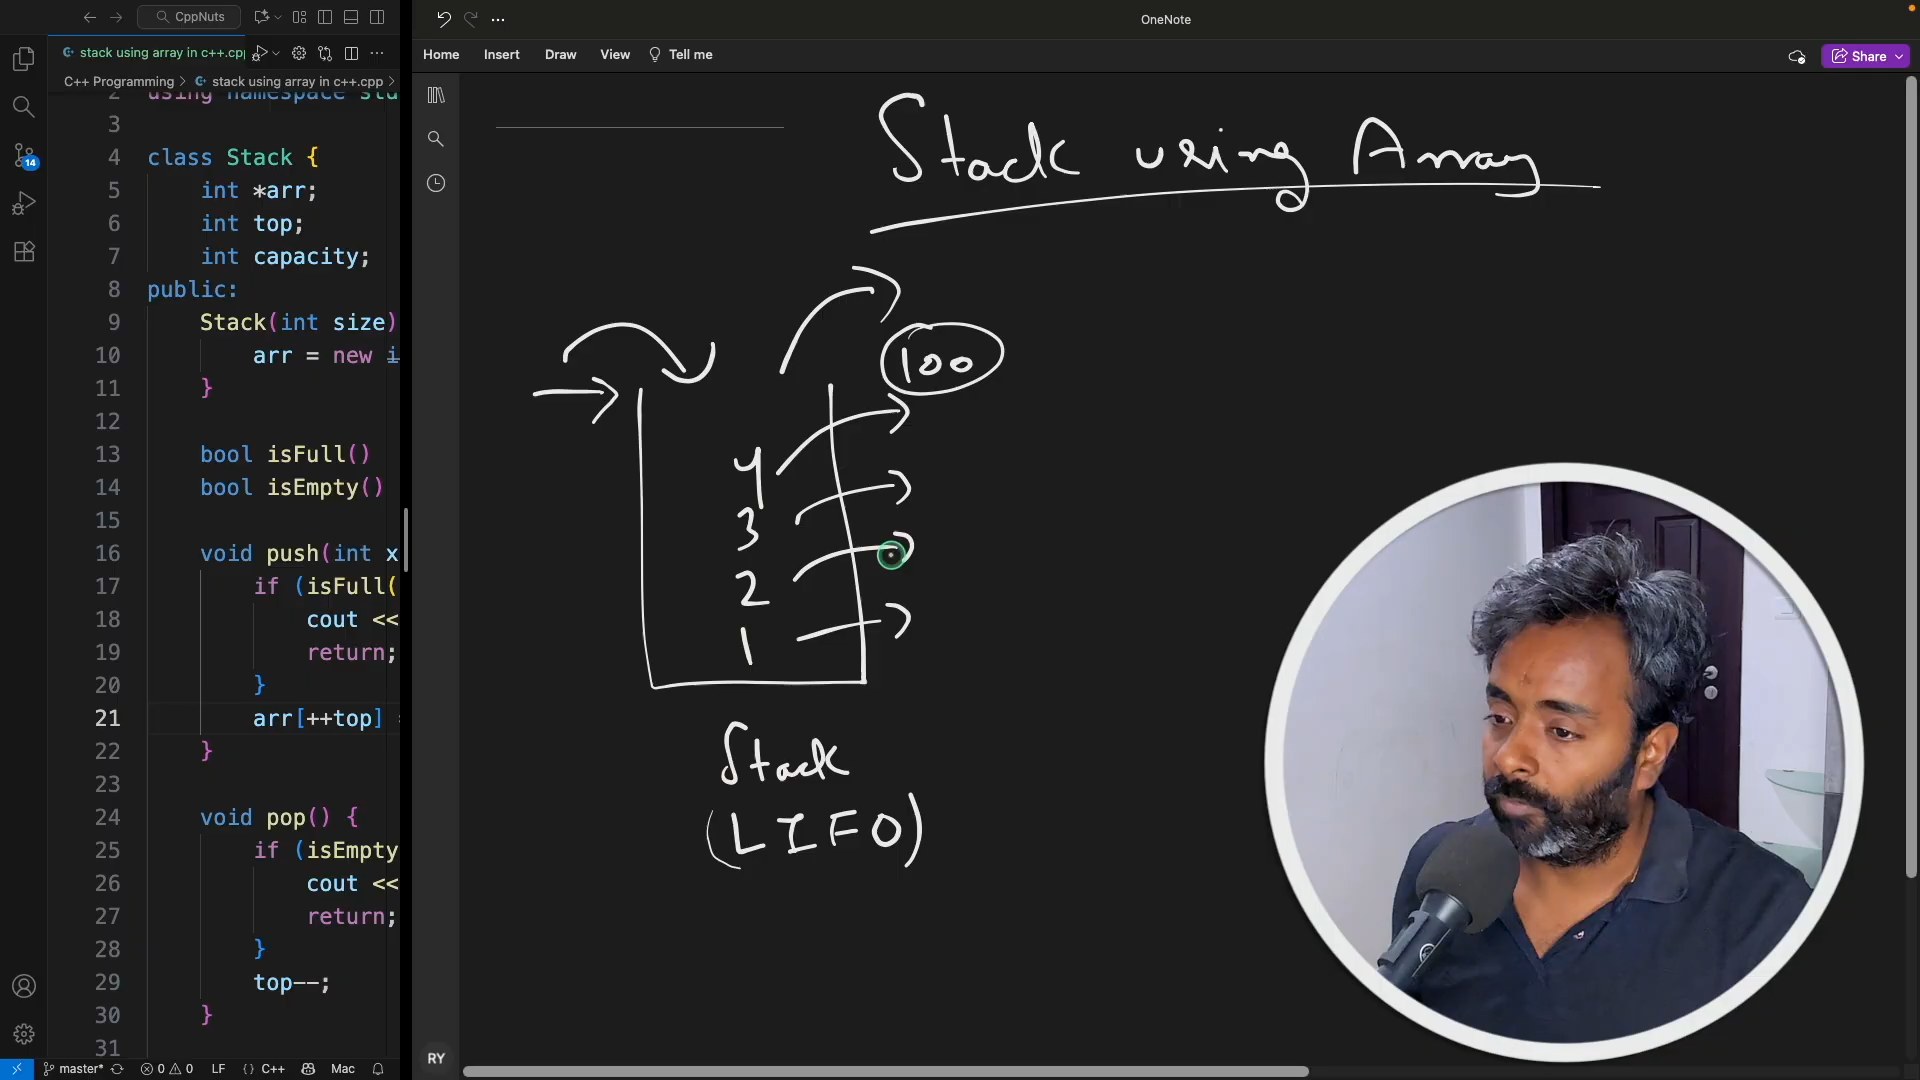 CppNuts
OneNote
stack using array in c++.cpp
Home Insert Draw View Tell me
Share
C++ Programming > stack using array in c++.cpp >
2 using namespace std
3
4 class Stack {
5 int *arr;
6 int top;
7 int capacity;
8 public:
9 Stack(int size)
10 arr = new i
11 }
12
13 bool isFull()
14 bool isEmpty()
15
16 void push(int x
17 if (isFull(
18 cout <<
19 return;
20 }
21 arr[++top] =
22 }
23
24 void pop() {
25 if (isEmpty
26 cout <<
27 return;
28 }
29 top--;
30 }
31
14
master* 0 0 LF {} C++ Mac
RY
Stack using Array
100
4
3
2
1
Stack
(LIFO)